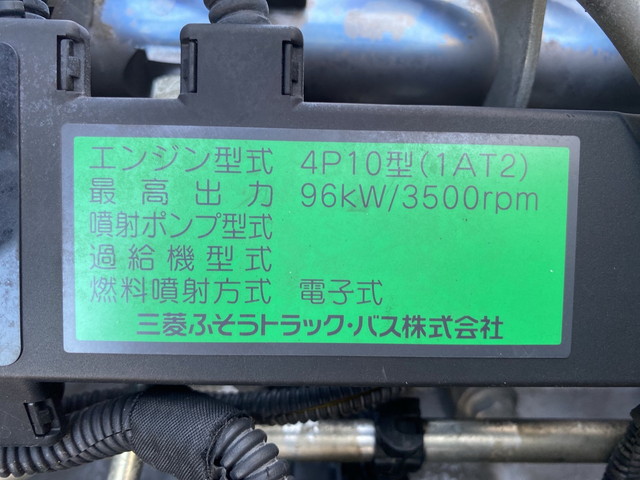 エンジン型式 4P10型(1AT2)
最高出力 96kW/3500rpm
噴射ポンプ型式
過給機型式
燃料噴射方式 電子式
三菱ふそうトラック・バス株式会社